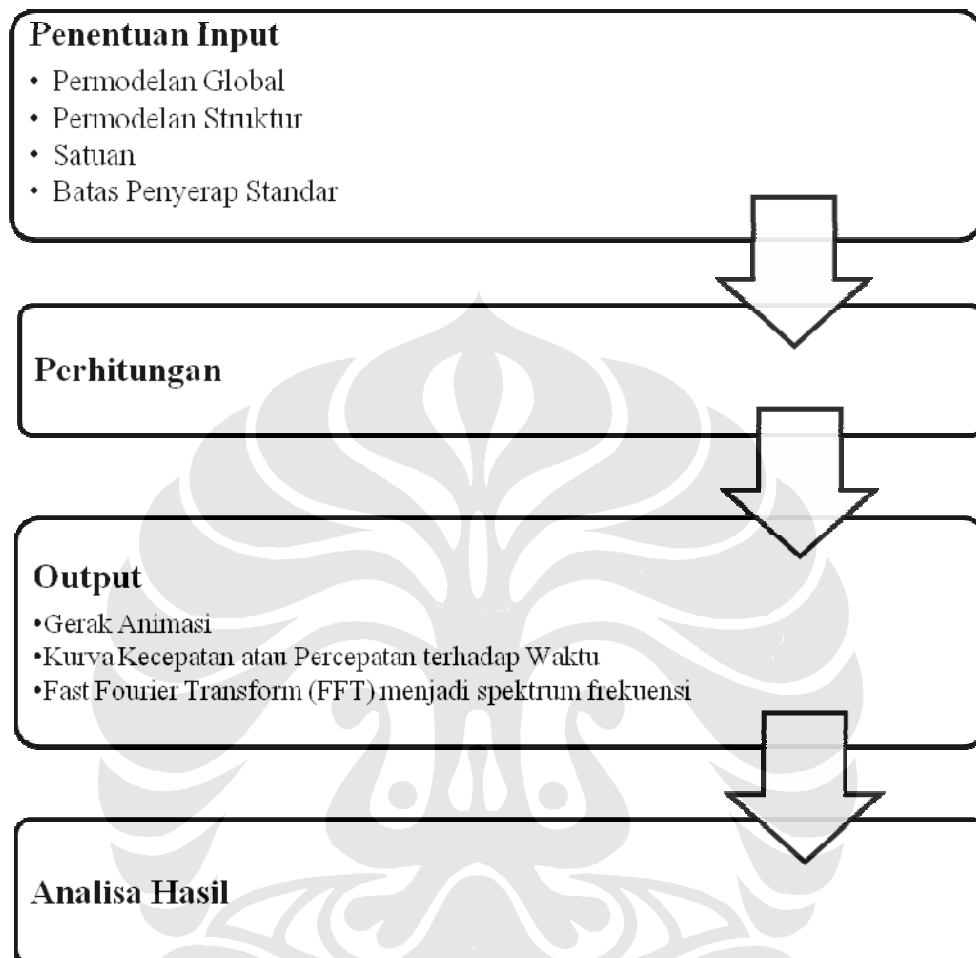 Penentuan Input
• Permodelan Global
• Permodelan Struktur
• Satuan
• Batas Penyerap Standar
Perhitungan
Output
•Gerak Animasi
•Kurva Kecepatan atau Percepatan terhadap Waktu
•Fast Fourier Transform (FFT) menjadi spektrum frekuensi
Analisa Hasil